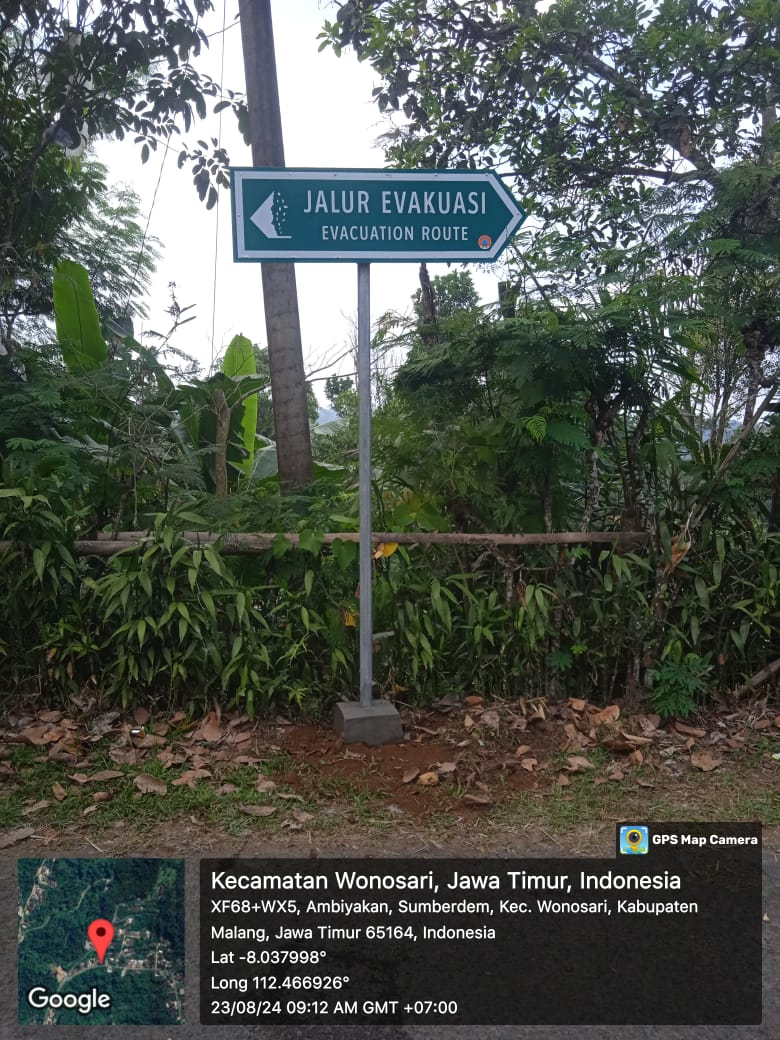 JALUR EVAKUASI
EVACUATION ROUTE
GPS Map Camera
Kecamatan Wonosari, Jawa Timur, Indonesia
XF68+WX5, Ambiyakan, Sumberdem, Kec. Wonosari, Kabupaten
Malang, Jawa Timur 65164, Indonesia
Lat -8.037998°
Long 112.466926°
23/08/24 09:12 AM GMT +07:00
Google